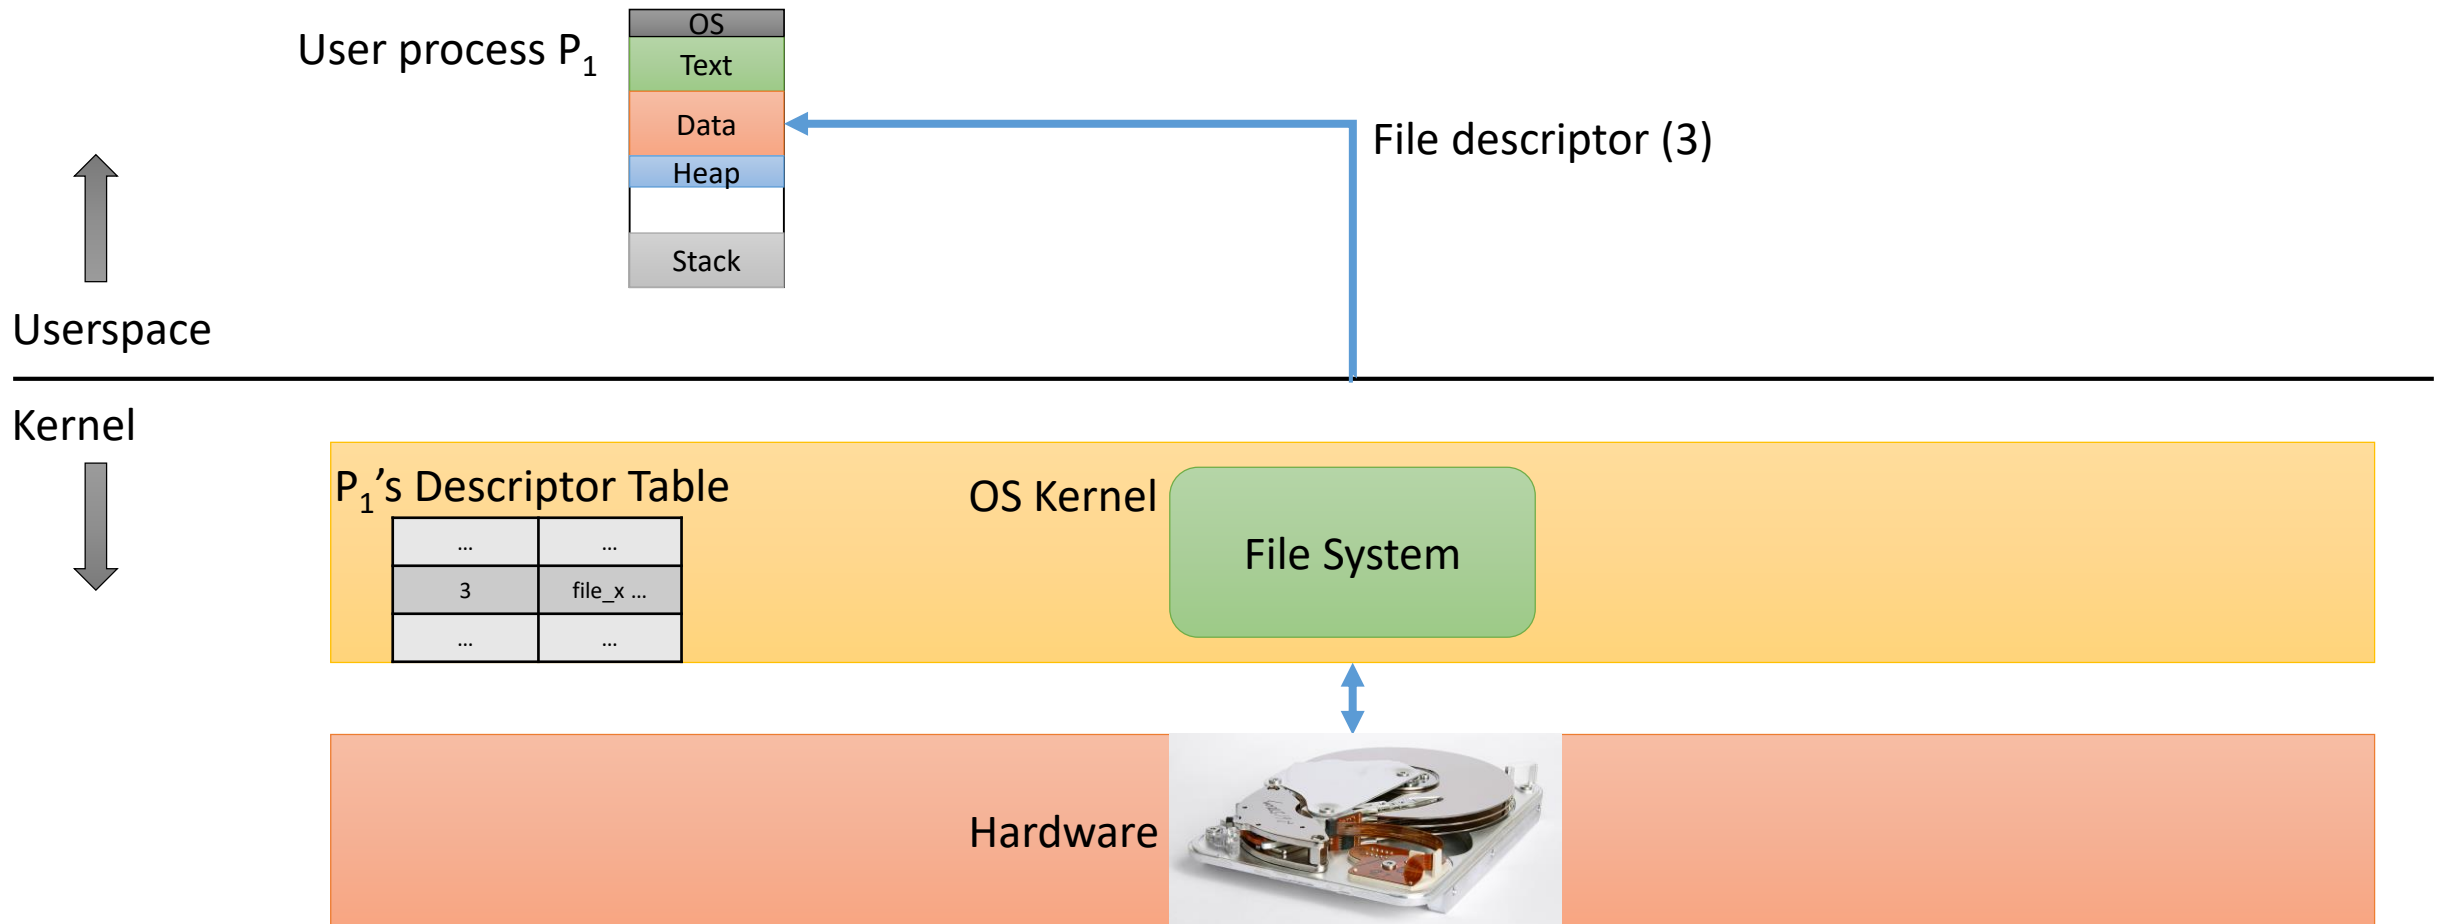 OS
User process P1
Text
Data
File descriptor (3)
Heap
Stack
Userspace
Kernel
P1’s Descriptor Table
OS Kernel
... ...
3 file_x ...
... ...
File System
Hardware